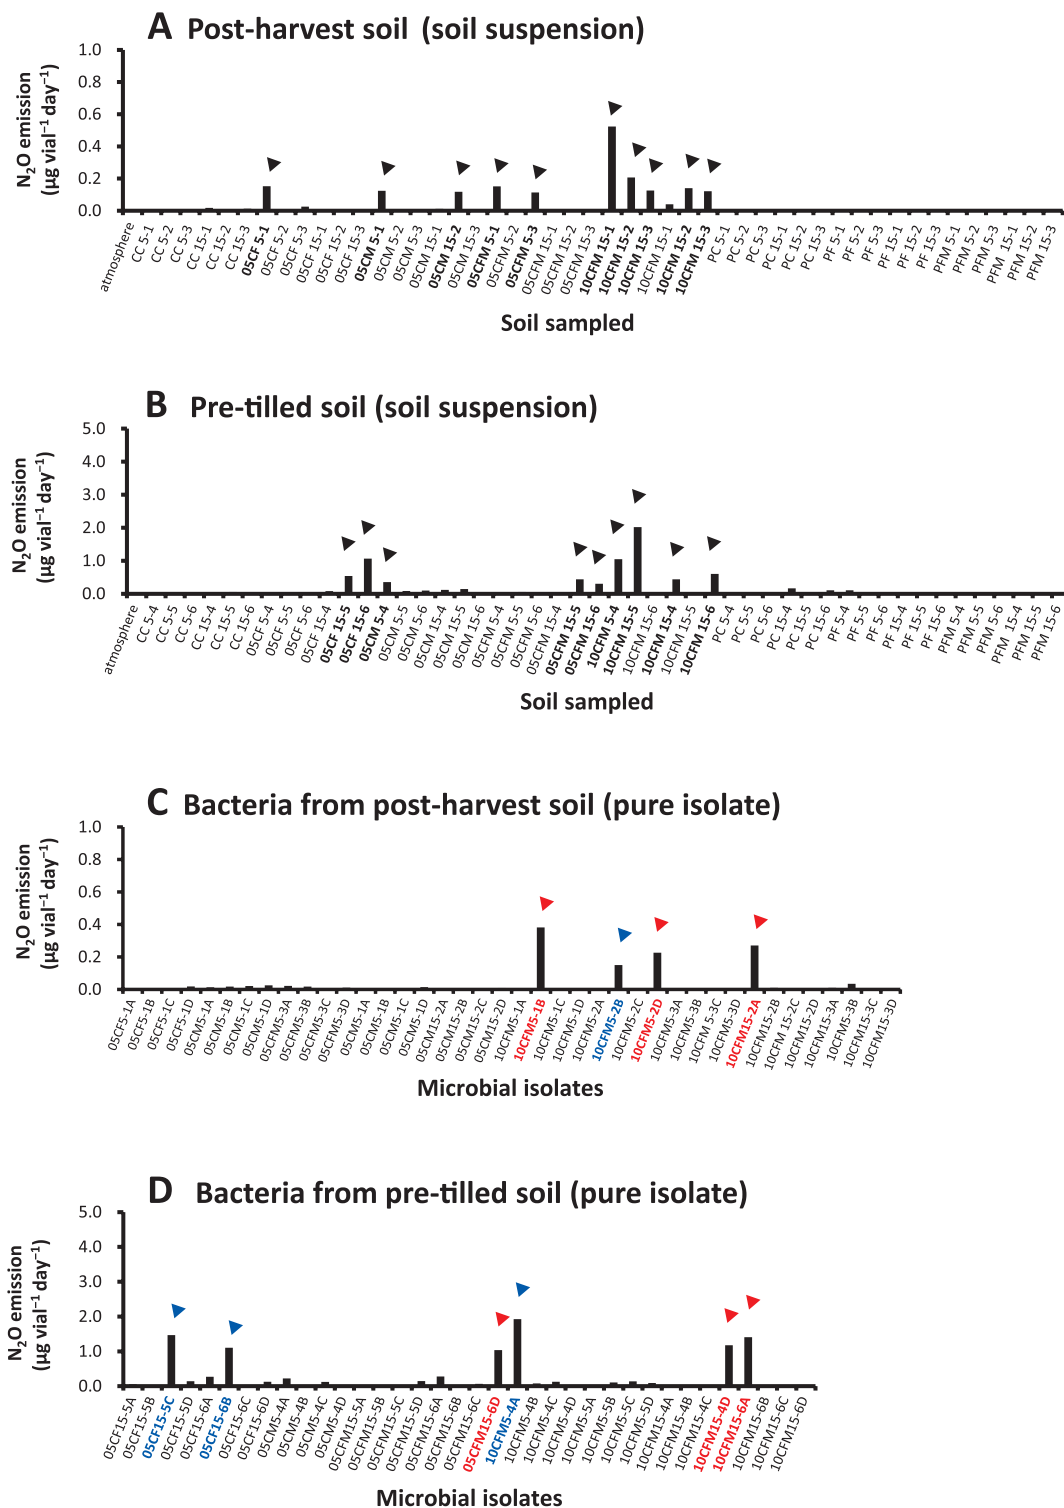 A Post-harvest soil (soil suspension)
N₂O emission
(µg vial⁻¹ day⁻¹)
1.0
0.8
0.6
0.4
0.2
0.0
atmosphere
CC 5-1
CC 5-2
CC 5-3
CC 15-1
CC 15-2
CC 15-3
05CF 5-1
05CF 5-2
05CF 5-3
05CF 15-1
05CF 15-2
05CF 15-3
05CM 5-1
05CM 5-2
05CM 5-3
05CM 15-1
05CM 15-2
05CM 15-3
05CFM 5-1
05CFM 5-2
05CFM 5-3
05CFM 15-1
05CFM 15-2
05CFM 15-3
10CFM 15-1
10CFM 15-2
10CFM 15-3
10CFM 15-1
10CFM 15-2
10CFM 15-3
PC 5-1
PC 5-2
PC 5-3
PC 15-1
PC 15-2
PC 15-3
PF 5-1
PF 5-2
PF 5-3
PF 15-1
PF 15-2
PF 15-3
PFM 5-1
PFM 5-2
PFM 5-3
PFM 15-1
PFM 15-2
PFM 15-3
Soil sampled
B Pre-tilled soil (soil suspension)
N₂O emission
(µg vial⁻¹ day⁻¹)
5.0
4.0
3.0
2.0
1.0
0.0
atmosphere
CC 5-4
CC 5-5
CC 5-6
CC 15-4
CC 15-5
CC 15-6
05CF 5-4
05CF 5-5
05CF 5-6
05CF 15-4
05CF 15-5
05CF 15-6
05CM 5-4
05CM 5-5
05CM 5-6
05CM 15-4
05CM 15-5
05CM 15-6
05CFM 5-4
05CFM 5-5
05CFM 5-6
05CFM 15-4
05CFM 15-5
05CFM 15-6
10CFM 5-4
10CFM 15-5
10CFM 15-6
10CFM 15-4
10CFM 15-5
10CFM 15-6
PC 5-4
PC 5-5
PC 5-6
PC 15-4
PC 15-5
PC 15-6
PF 5-4
PF 5-5
PF 5-6
PF 15-4
PF 15-5
PF 15-6
PFM 5-4
PFM 5-5
PFM 5-6
PFM 15-4
PFM 15-5
PFM 15-6
Soil sampled
C Bacteria from post-harvest soil (pure isolate)
N₂O emission
(µg vial⁻¹ day⁻¹)
1.0
0.8
0.6
0.4
0.2
0.0
05CF5-1A
05CF5-1B
05CF5-1C
05CF5-1D
05CM5-1A
05CM5-1B
05CM5-1C
05CM5-1D
05CFM5-3A
05CFM5-3B
05CFM5-3C
05CFM5-3D
05CM5-1A
05CM5-1B
05CM5-1C
05CM5-1D
05CM15-2A
05CM15-2B
05CM15-2C
05CM15-2D
10CFM5-1A
10CFM5-1B
10CFM5-1C
10CFM5-1D
10CFM5-2A
10CFM5-2B
10CFM5-2C
10CFM5-2D
10CFM5-3A
10CFM5-3B
10CFM 5-3C
10CFM5-3D
10CFM15-2A
10CFM15-2B
10CFM 15-2C
10CFM15-2D
10CFM15-3A
10CFM5-3B
10CFM15-3C
10CFM15-3D
Microbial isolates
D Bacteria from pre-tilled soil (pure isolate)
N₂O emission
(µg vial⁻¹ day⁻¹)
5.0
4.0
3.0
2.0
1.0
0.0
05CF15-5A
05CF15-5B
05CF15-5C
05CF15-5D
05CF15-6A
05CF15-6B
05CF15-6C
05CF15-6D
05CM5-4A
05CM5-4B
05CM5-4C
05CM5-4D
05CFM15-5A
05CFM15-5B
05CFM15-5C
05CFM15-5D
05CFM15-6A
05CFM15-6B
05CFM15-6C
05CFM15-6D
10CFM5-4A
10CFM5-4B
10CFM5-4C
10CFM5-4D
10CFM5-5A
10CFM5-5B
10CFM5-5C
10CFM5-5D
10CFM15-4A
10CFM15-4B
10CFM15-4C
10CFM15-4D
10CFM15-6A
10CFM15-6B
10CFM15-6C
10CFM15-6D
Microbial isolates